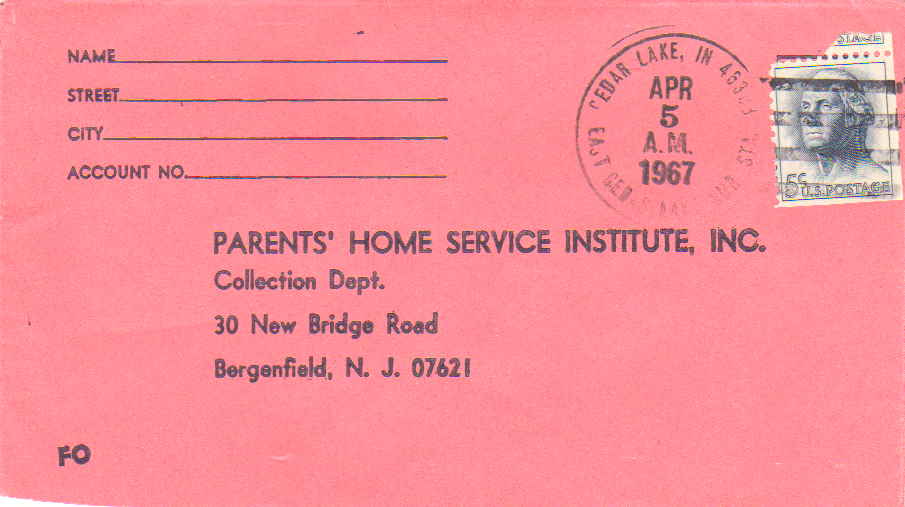 NAME
STREET
CITY
ACCOUNT NO.
CEDAR LAKE, IN
APR
5
A.M.
1967
5c
U.S. POSTAGE
PARENTS' HOME SERVICE INSTITUTE, INC.
Collection Dept.
30 New Bridge Road
Bergenfield, N. J. 07621
FO